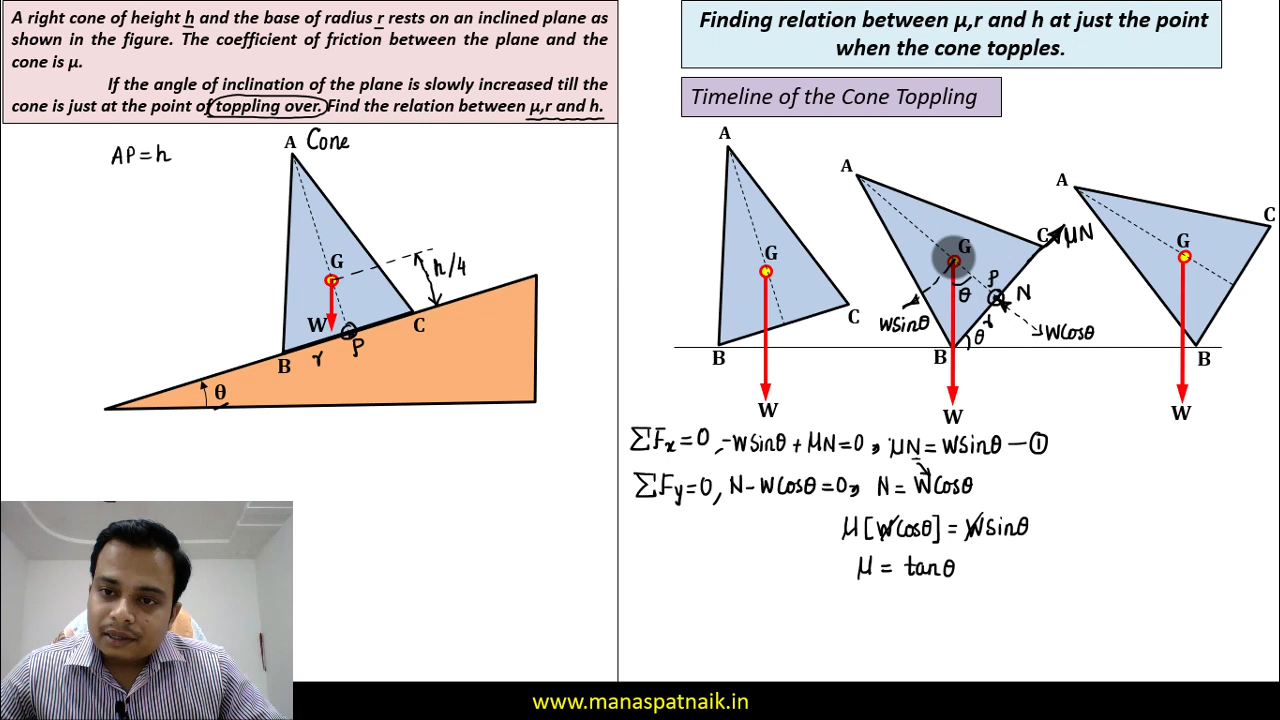 A right cone of height h and the base of radius r rests on an inclined plane as
shown in the figure. The coefficient of friction between the plane and the
cone is μ.
If the angle of inclination of the plane is slowly increased till the
cone is just at the point of toppling over. Find the relation between μ,r and h.
AP = h
A Cone
G
h/4
W
P
C
B
r
θ
Finding relation between μ,r and h at just the point
when the cone topples.
Timeline of the Cone Toppling
A
G
C
B
W
A
G
C
μN
P
N
θ
Wsinθ
r
θ
Wcosθ
B
W
A
C
G
B
W
ΣFx = 0, -Wsinθ + μN = 0, μN = Wsinθ — ①
ΣFy = 0, N - Wcosθ = 0, N = Wcosθ
μ [Wcosθ] = Wsinθ
μ = tanθ
www.manaspatnaik.in